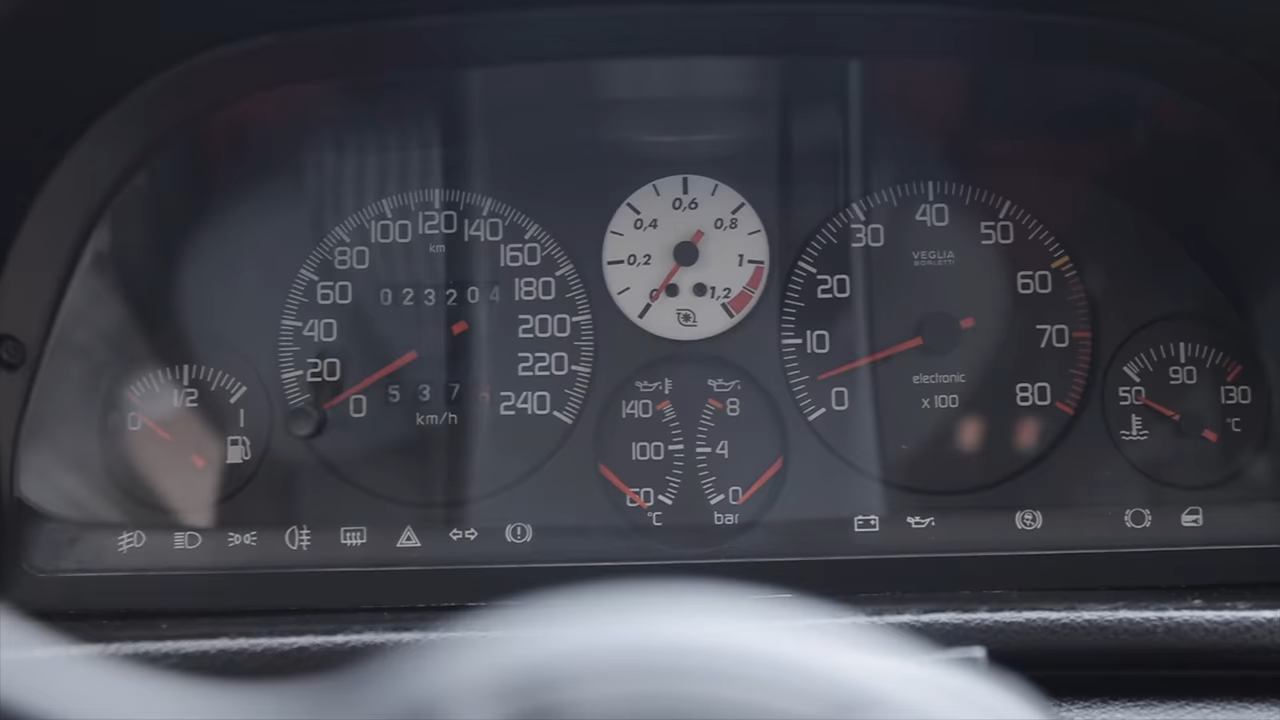 0 1/2 1
0 20 40 60 80 100 120 140 160 180 200 220 240
km
023204
537
km/h
0 0,2 0,4 0,6 0,8 1 1,2
140 100 60
°C
8 4 0
bar
0 10 20 30 40 50 60 70 80
VEGLIA
BORLETTI
electronic
x 100
50 90 130
°C